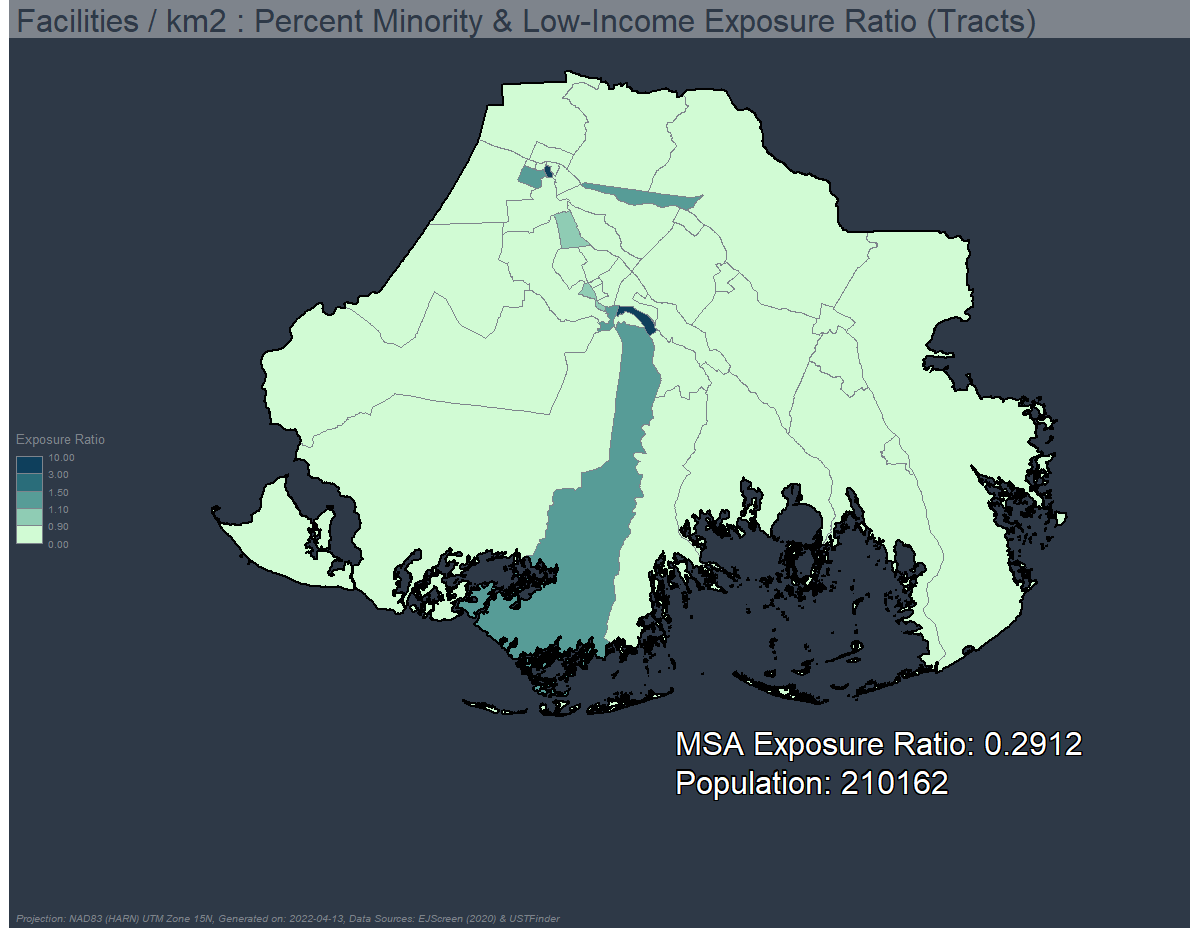 Facilities / km2 : Percent Minority & Low-Income Exposure Ratio (Tracts)
Exposure Ratio
10.00
3.00
1.50
1.10
0.90
0.00
MSA Exposure Ratio: 0.2912
Population: 210162
Projection: NAD83 (HARN) UTM Zone 15N, Generated on: 2022-04-13, Data Sources: EJScreen (2020) & USTFinder